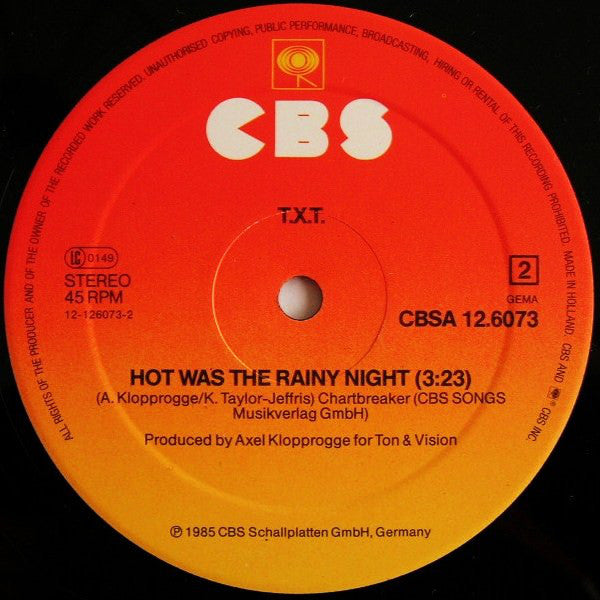 ALL RIGHTS OF THE PRODUCER AND OF THE OWNER OF THE RECORDED WORK RESERVED. UNAUTHORISED COPYING, PUBLIC PERFORMANCE, BROADCASTING, HIRING OR RENTAL OF THIS RECORDING PROHIBITED. MADE IN HOLLAND. CBS AND ® CBS INC.
CBS
T.X.T.
LC 0149
STEREO
45 RPM
12-126073-2
2
GEMA
CBSA 12.6073
HOT WAS THE RAINY NIGHT (3:23)
(A. Klopprogge/K. Taylor-Jeffris) Chartbreaker (CBS SONGS
Musikverlag GmbH)
Produced by Axel Klopprogge for Ton & Vision
℗ 1985 CBS Schallplatten GmbH, Germany